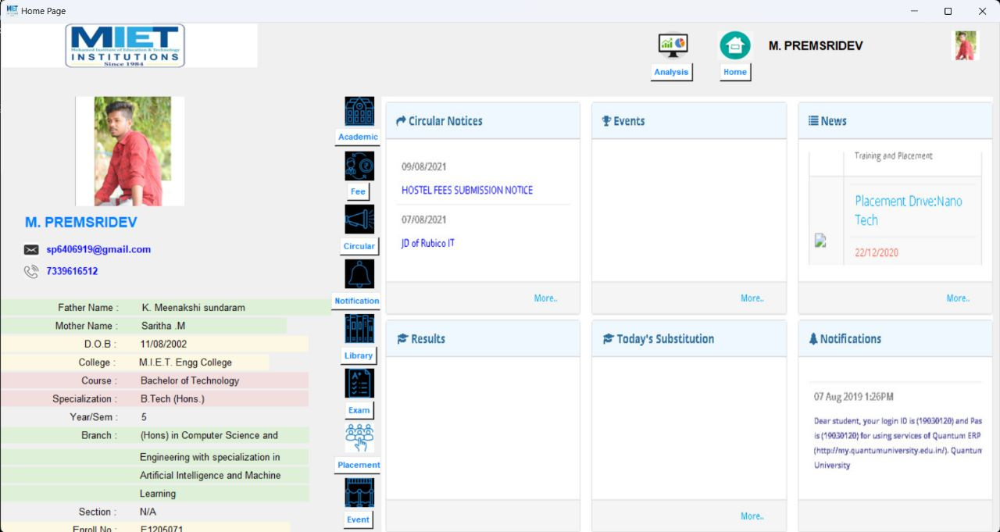 MIET INSTITUTIONS Home Page
MIET
Mohamed Institute of Education & Technology
INSTITUTIONS
Since 1984
Analysis
Home
M. PREMSRIDEV
M. PREMSRIDEV
sp6406919@gmail.com
7339616512
Father Name : K. Meenakshi sundaram
Mother Name : Saritha .M
D.O.B : 11/08/2002
College : M.I.E.T. Engg College
Course : Bachelor of Technology
Specialization : B.Tech (Hons.)
Year/Sem : 5
Branch : (Hons) in Computer Science and
Engineering with specialization in
Artificial Intelligence and Machine
Learning
Section : N/A
Enroll No : E1205071
Academic
Fee
Circular
Notification
Library
Exam
Placement
Event
Circular Notices
09/08/2021
HOSTEL FEES SUBMISSION NOTICE
07/08/2021
JD of Rubico IT
More..
Events
More..
News
Training and Placement
Placement Drive:Nano
Tech
22/12/2020
More..
Results
Today's Substitution
More..
Notifications
07 Aug 2019 1:26PM
Dear student, your login ID is (19030120) and Pas
is (19030120) for using services of Quantum ERP
(http://my.quantumuniversity.edu.in/). Quantum
University